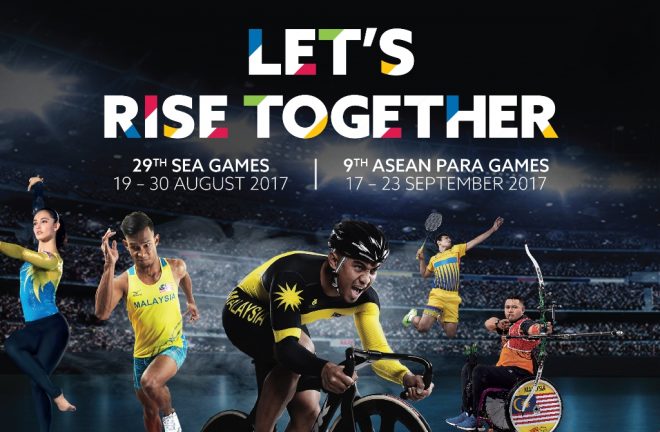 LET'S
RISE TOGETHER
29TH SEA GAMES
19 – 30 AUGUST 2017
9TH ASEAN PARA GAMES
17 – 23 SEPTEMBER 2017
MALAYSIA
MALAYSIA
MALAYSIA